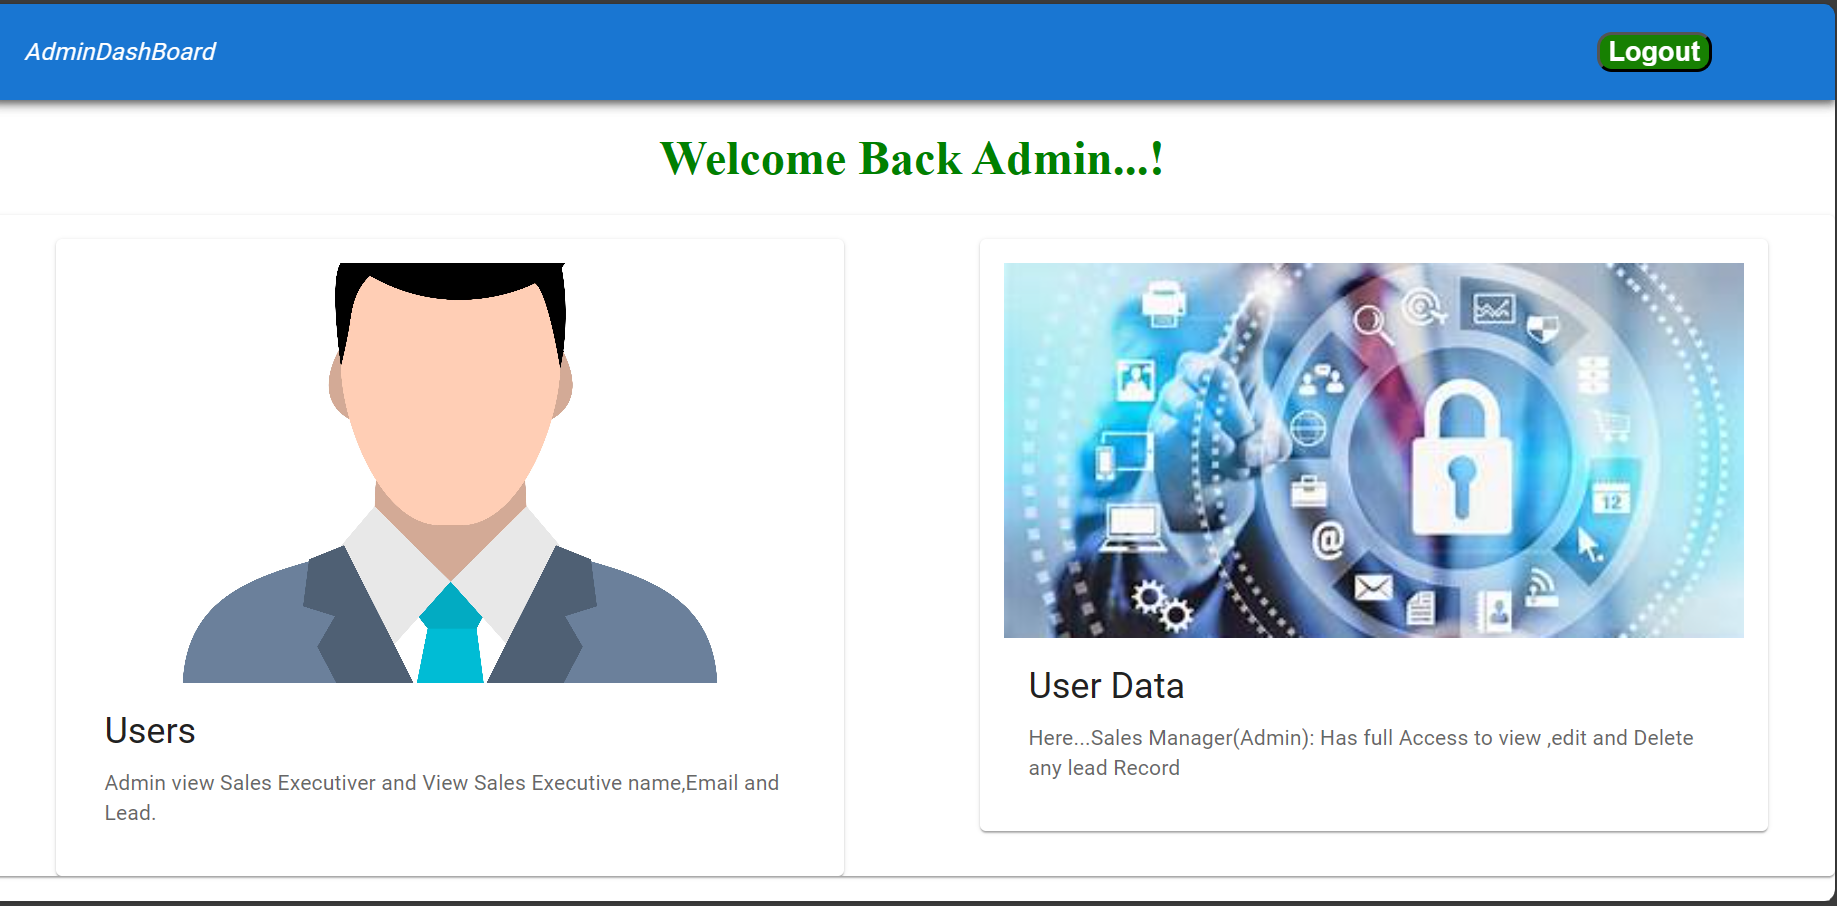 AdminDashBoard
Logout
Welcome Back Admin...!
12
@
Users
Admin view Sales Executiver and View Sales Executive name,Email and
Lead.
User Data
Here...Sales Manager(Admin): Has full Access to view ,edit and Delete
any lead Record